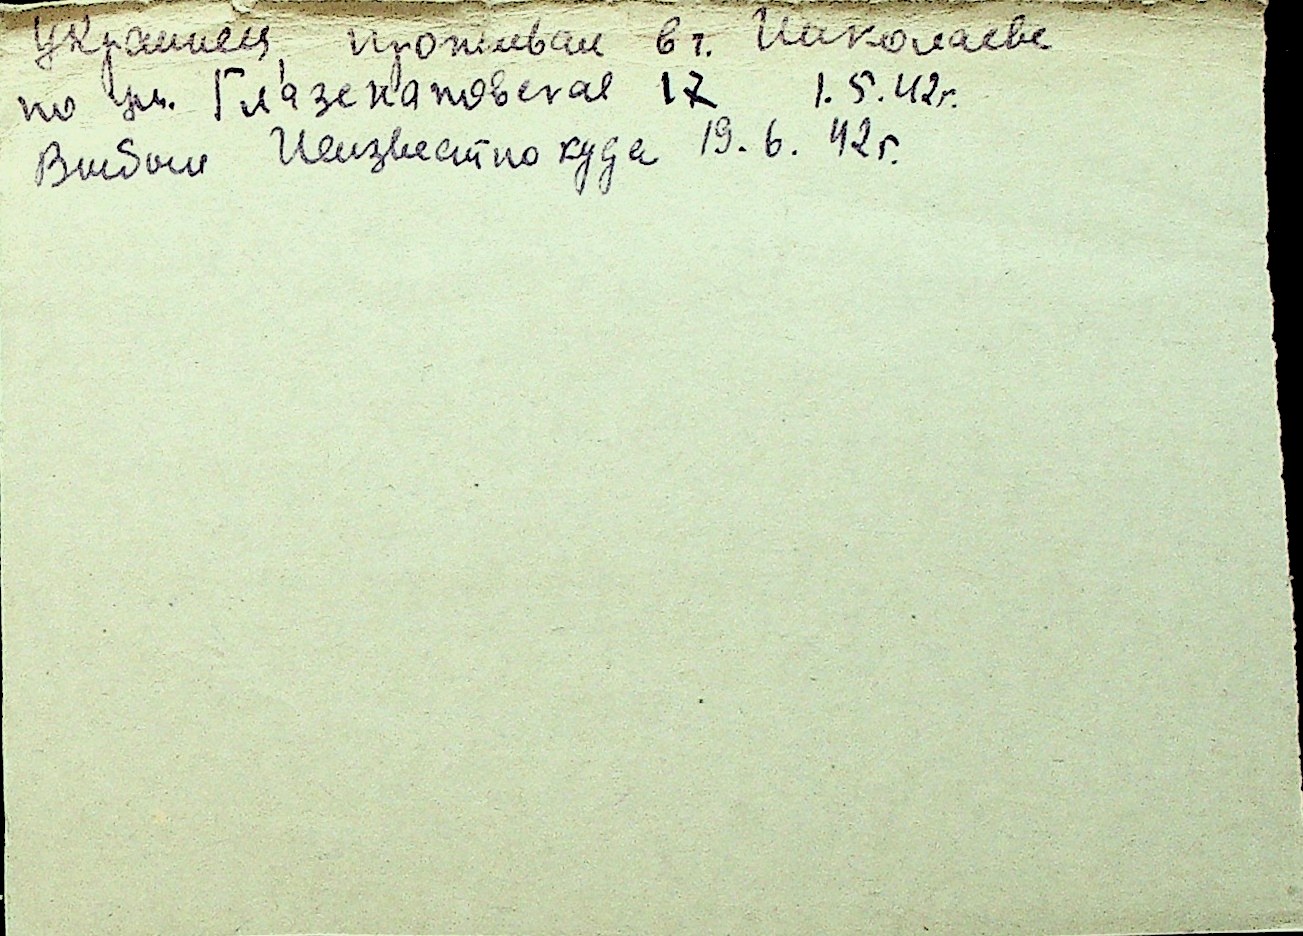 Украинец проживал в г. Николаеве
по ул. Глазенаповская 17 1.5.42г.
Выбыл Неизвестно куда 19.6.42г.